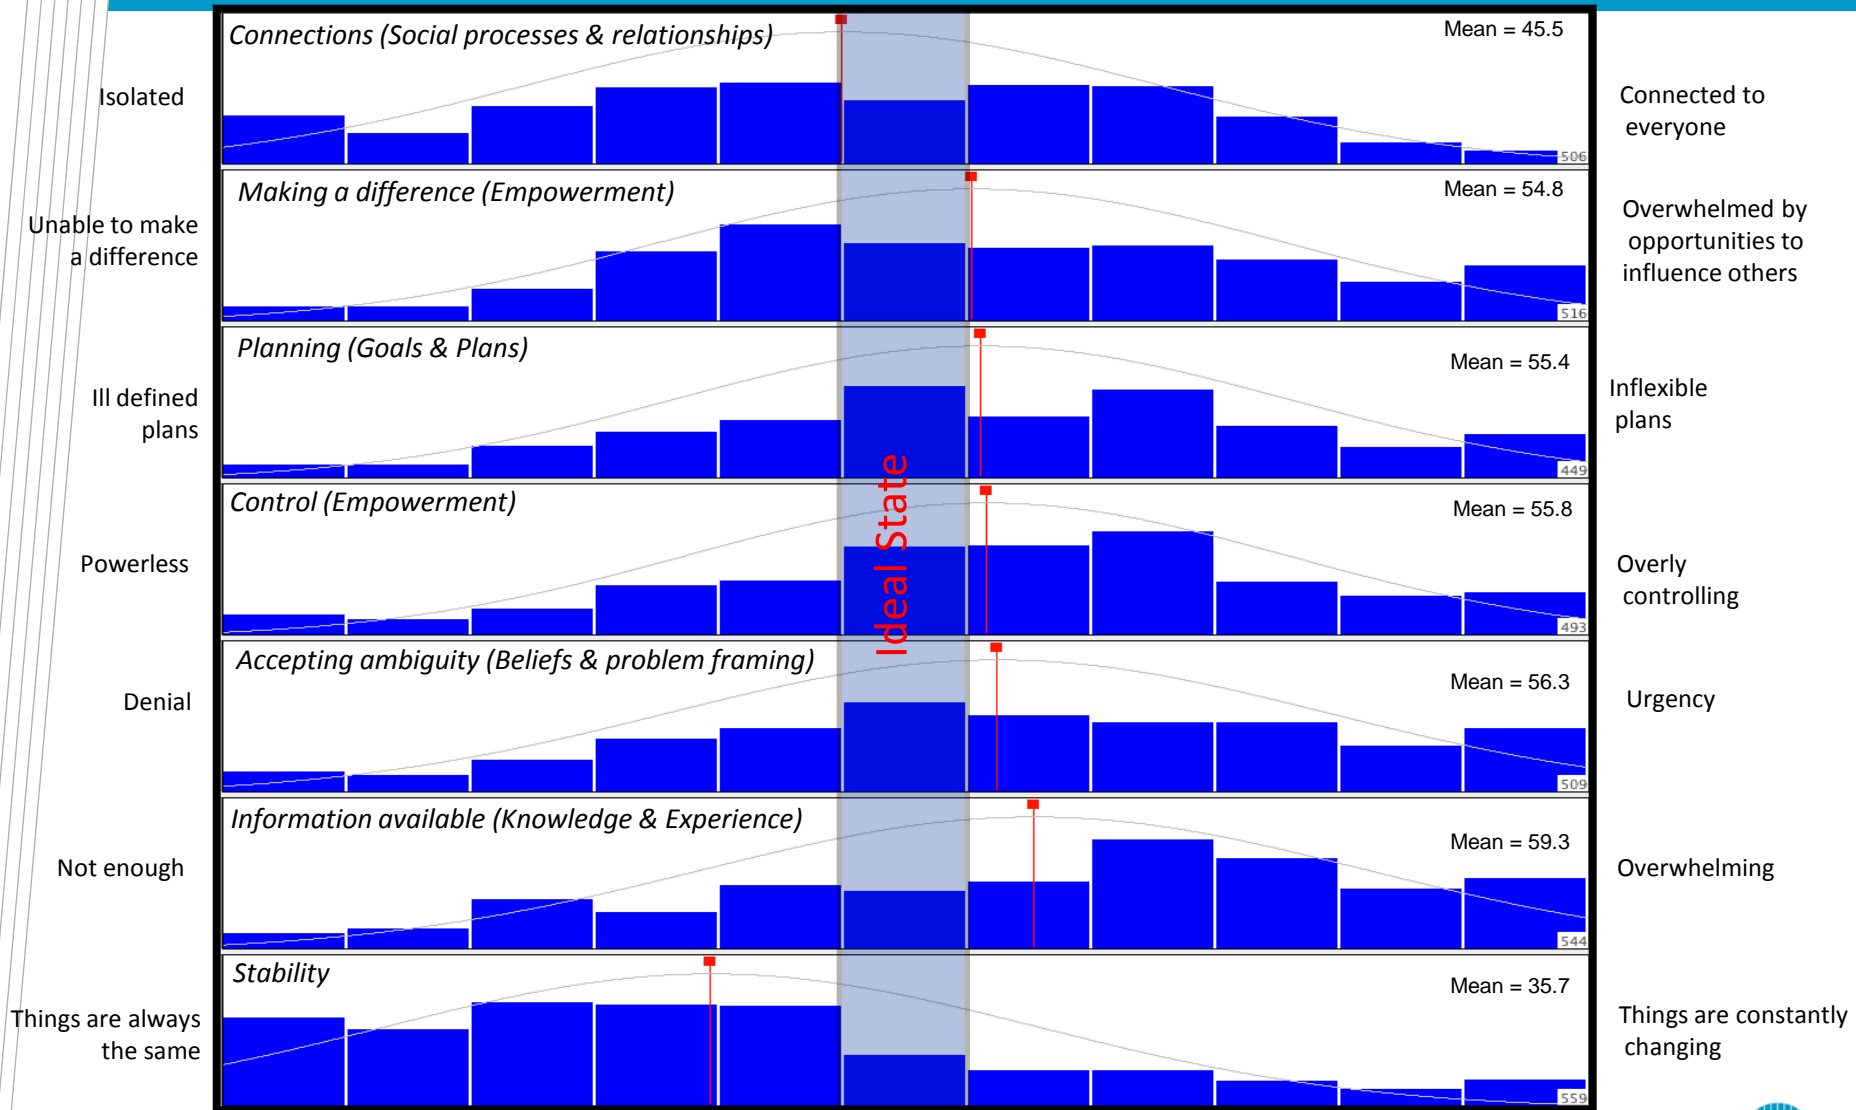 Connections (Social processes & relationships)
Mean = 45.5
Isolated
Connected to
everyone
506
Making a difference (Empowerment)
Mean = 54.8
Unable to make
a difference
Overwhelmed by
opportunities to
influence others
516
Planning (Goals & Plans)
Mean = 55.4
Ill defined
plans
Inflexible
plans
449
Ideal State
Control (Empowerment)
Mean = 55.8
Powerless
Overly
controlling
493
Accepting ambiguity (Beliefs & problem framing)
Mean = 56.3
Denial
Urgency
509
Information available (Knowledge & Experience)
Mean = 59.3
Not enough
Overwhelming
544
Stability
Mean = 35.7
Things are always
the same
Things are constantly
changing
559